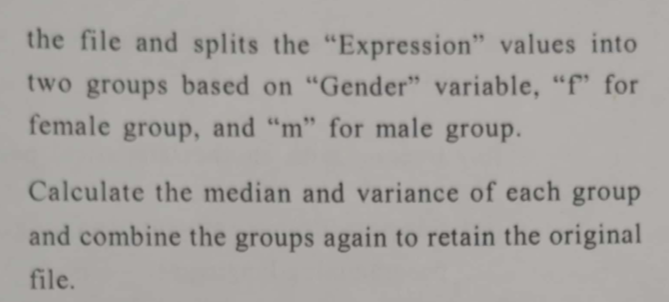 the file and splits the “Expression” values into
two groups based on “Gender” variable, “f” for
female group, and “m” for male group.
Calculate the median and variance of each group
and combine the groups again to retain the original
file.